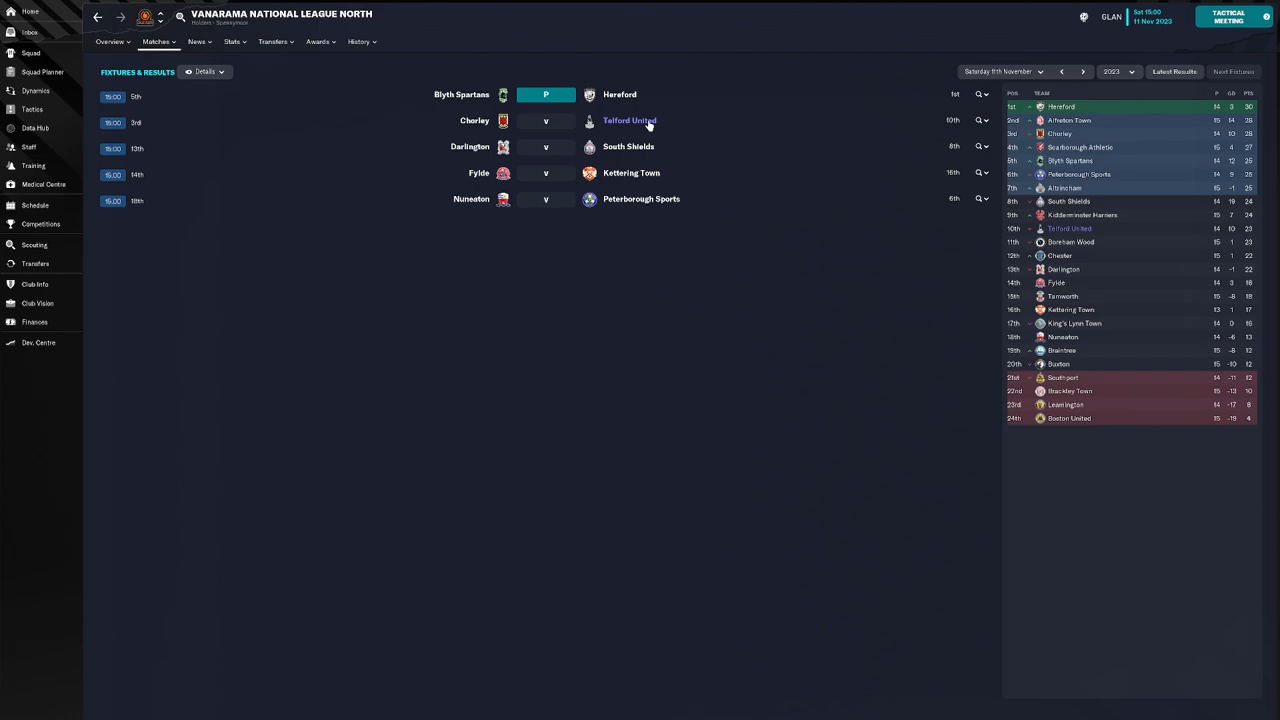 Home
VANARAMA NATIONAL LEAGUE NORTH
Holders - Spennymoor
GLAN
Sat 15:00
11 Nov 2023
TACTICAL
MEETING
Inbox
Squad
Squad Planner
Dynamics
Tactics
Data Hub
Staff
Training
Medical Centre
Schedule
Competitions
Scouting
Transfers
Club Info
Club Vision
Finances
Dev. Centre
Overview Matches News Stats Transfers Awards History
FIXTURES & RESULTS Details Saturday 11th November 2023 Latest Results Next Fixtures
15:00 5th Blyth Spartans P Hereford 1st
15:00 3rd Chorley v Telford United 10th
15:00 13th Darlington v South Shields 8th
15:00 14th Fylde v Kettering Town 16th
15:00 18th Nuneaton v Peterborough Sports 6th
POS TEAM P GD PTS
1st Hereford 14 3 30
2nd Alfreton Town 15 14 28
3rd Chorley 14 10 28
4th Scarborough Athletic 15 4 27
5th Blyth Spartans 14 12 26
6th Peterborough Sports 14 9 25
7th Altrincham 15 -1 25
8th South Shields 14 19 24
9th Kidderminster Harriers 15 7 24
10th Telford United 14 10 23
11th Boreham Wood 15 1 23
12th Chester 15 1 22
13th Darlington 14 -1 22
14th Fylde 14 3 18
15th Tamworth 15 -8 18
16th Kettering Town 13 1 17
17th King's Lynn Town 14 0 16
18th Nuneaton 14 -6 13
19th Braintree 15 -8 12
20th Buxton 15 -10 12
21st Southport 14 -11 12
22nd Brackley Town 15 -13 10
23rd Leamington 14 -17 8
24th Boston United 15 -19 4